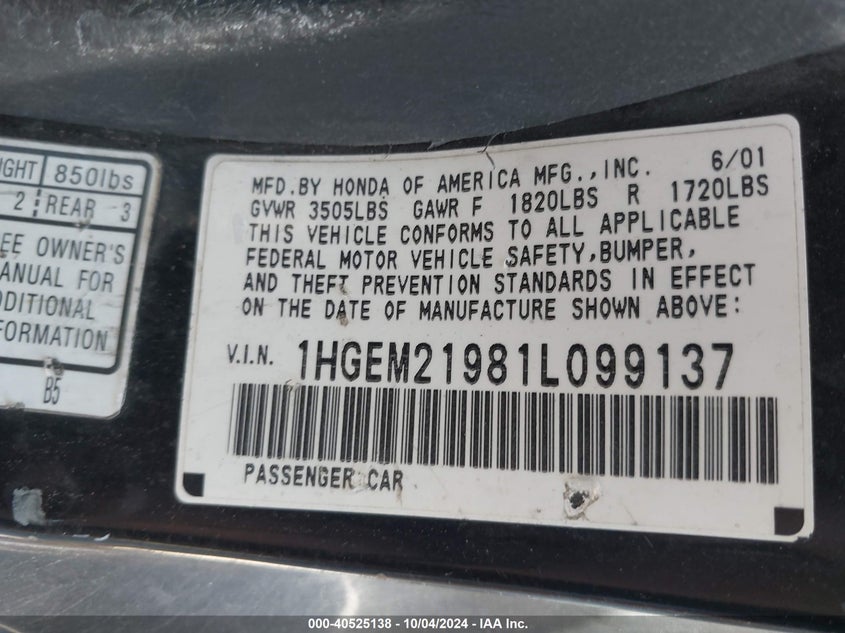 IGHT 850lbs
2 REAR 3
EE OWNER'S
ANUAL FOR
DDITIONAL
FORMATION
B5
MFD.BY HONDA OF AMERICA MFG.,INC. 6/01
GVWR 3505LBS GAWR F 1820LBS R 1720LBS
THIS VEHICLE CONFORMS TO ALL APPLICABLE
FEDERAL MOTOR VEHICLE SAFETY,BUMPER,
AND THEFT PREVENTION STANDARDS IN EFFECT
ON THE DATE OF MANUFACTURE SHOWN ABOVE:
V.I.N. 1HGEM21981L099137
PASSENGER CAR
000-40525138 - 10/04/2024 - IAA Inc.